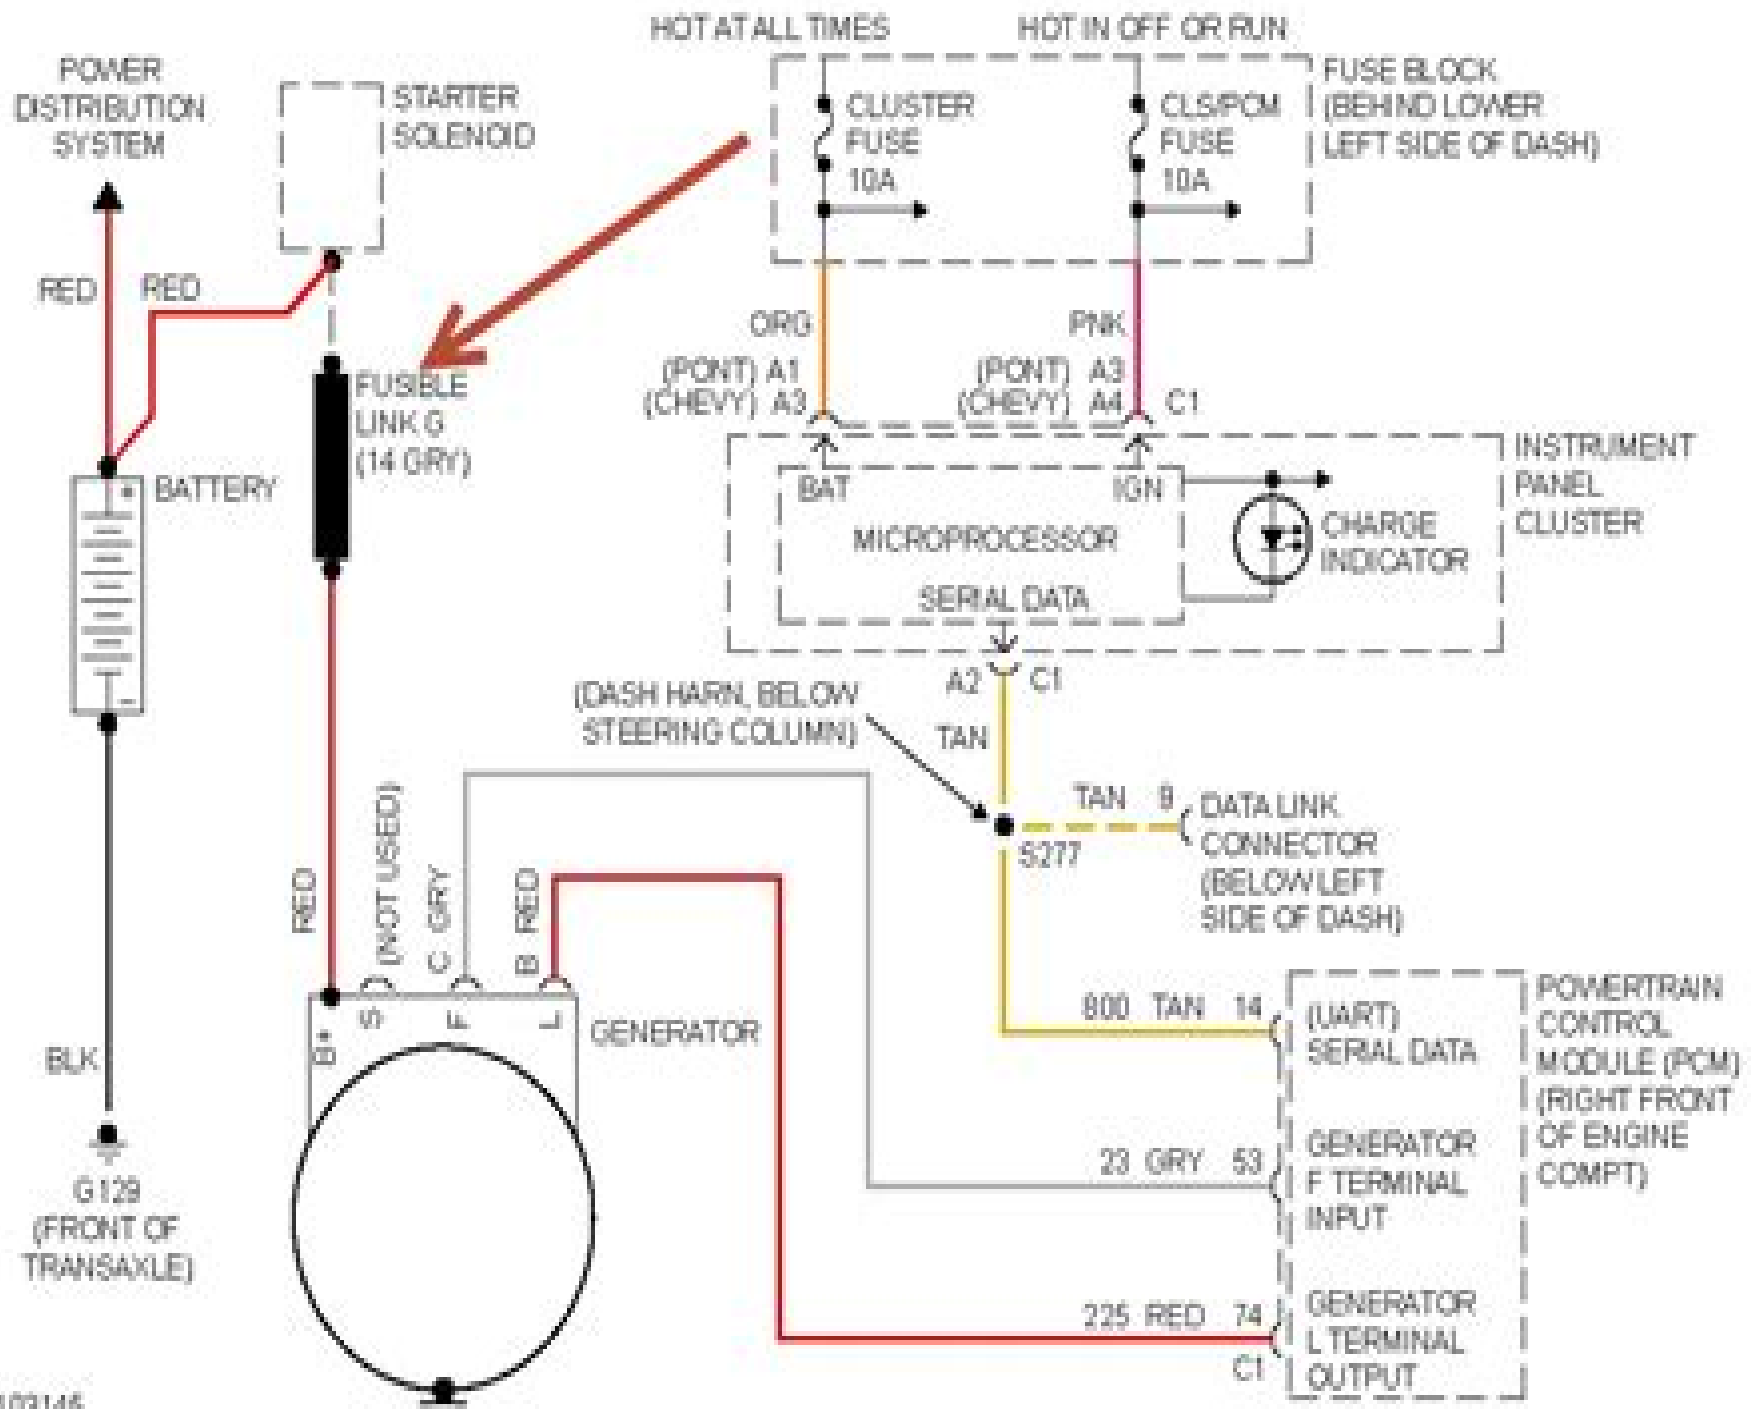 HOT AT ALL TIMES
HOT IN OFF OR RUN
POWER
DISTRIBUTION
SYSTEM
STARTER
SOLENOID
CLUSTER
FUSE
10A
CLS/PCM
FUSE
10A
FUSE BLOCK
(BEHIND LOWER
LEFT SIDE OF DASH)
RED
RED
ORG
PNK
(PONT) A1
(CHEVY) A3
(PONT) A3
(CHEVY) A4
C1
FUSIBLE
LINK G
(14 GRY)
BATTERY
+
-
BAT
IGN
MICROPROCESSOR
SERIAL DATA
CHARGE
INDICATOR
INSTRUMENT
PANEL
CLUSTER
A2
C1
(DASH HARN, BELOW
STEERING COLUMN)
TAN
TAN 9
S277
DATA LINK
CONNECTOR
(BELOW LEFT
SIDE OF DASH)
RED
(NOT USED)
C GRY
B RED
B+
S
F
L
GENERATOR
BLK
G129
(FRONT OF
TRANSAXLE)
800 TAN 14
(UART)
SERIAL DATA
23 GRY 53
GENERATOR
F TERMINAL
INPUT
225 RED 74
C1
GENERATOR
L TERMINAL
OUTPUT
POWERTRAIN
CONTROL
MODULE (PCM)
(RIGHT FRONT
OF ENGINE
COMPT)